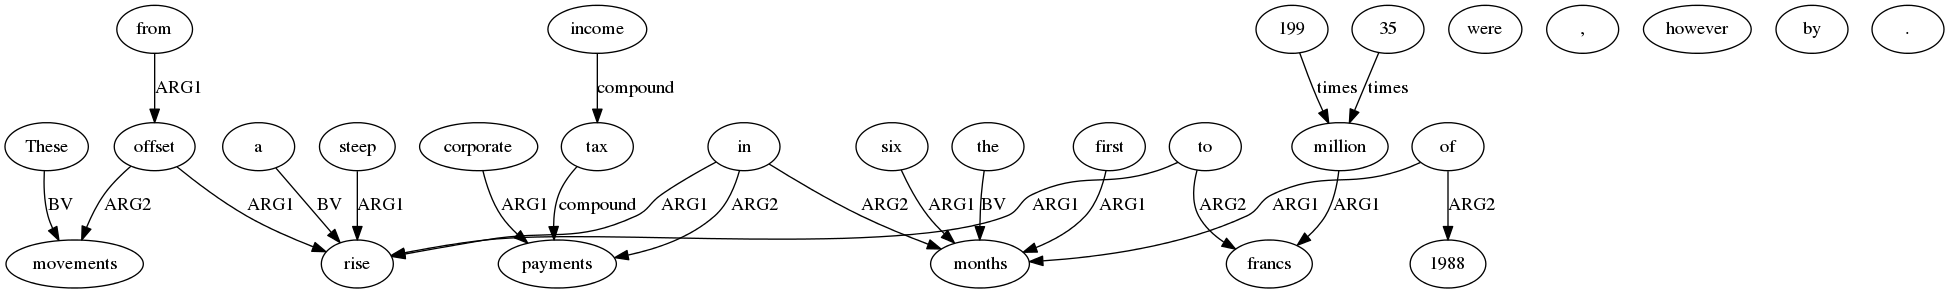 from income 199 35 were , however by .
ARG1 compound times times
These offset a steep corporate tax in six the first to million of
BV ARG2 ARG1 BV ARG1 ARG1 compound ARG1 ARG2 ARG2 ARG1 BV ARG1 ARG1 ARG2 ARG1 ARG1 ARG2
movements rise payments months francs 1988